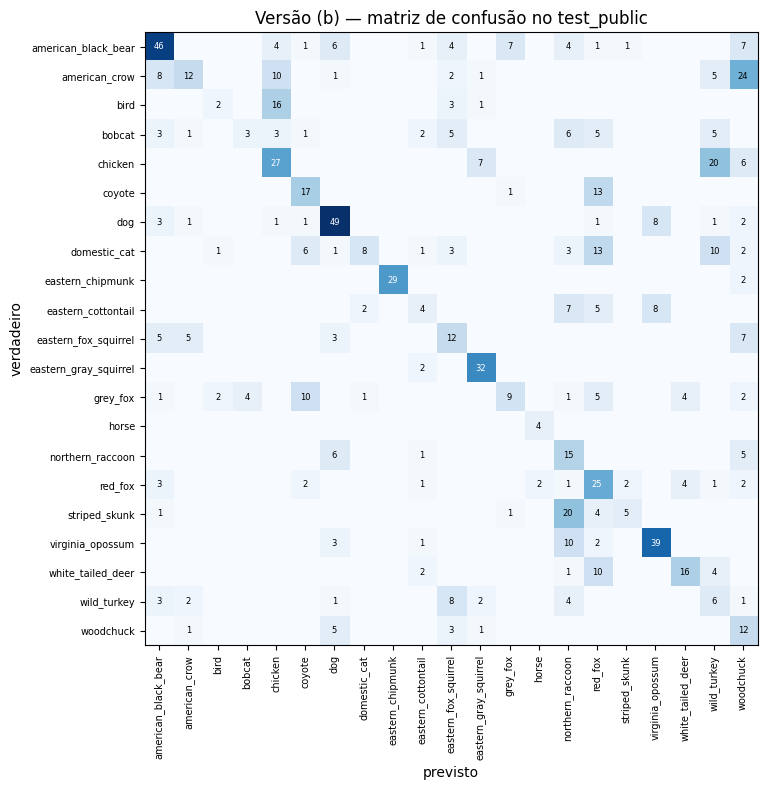 Versão (b) — matriz de confusão no test_public
american_black_bear 46 4 1 6 1 4 7 4 1 1 7
american_crow 8 12 10 1 2 1 5 24
bird 2 16 3 1
bobcat 3 1 3 3 1 2 5 6 5 5
chicken 27 7 20 6
coyote 17 1 13
dog 3 1 1 1 49 1 8 1 2
domestic_cat 1 6 1 8 1 3 3 13 10 2
eastern_chipmunk 29 2
eastern_cottontail 2 4 7 5 8
eastern_fox_squirrel 5 5 3 12 7
eastern_gray_squirrel 2 32
grey_fox 1 2 4 10 1 9 1 5 4 2
horse 4
northern_raccoon 6 1 15 5
red_fox 3 2 1 2 1 25 2 4 1 2
striped_skunk 1 1 20 4 5
virginia_opossum 3 1 10 2 39
white_tailed_deer 2 1 10 16 4
wild_turkey 3 2 1 8 2 4 6 1
woodchuck 1 5 3 1 12
verdadeiro
american_black_bear
american_crow
bird
bobcat
chicken
coyote
dog
domestic_cat
eastern_chipmunk
eastern_cottontail
eastern_fox_squirrel
eastern_gray_squirrel
grey_fox
horse
northern_raccoon
red_fox
striped_skunk
virginia_opossum
white_tailed_deer
wild_turkey
woodchuck
previsto